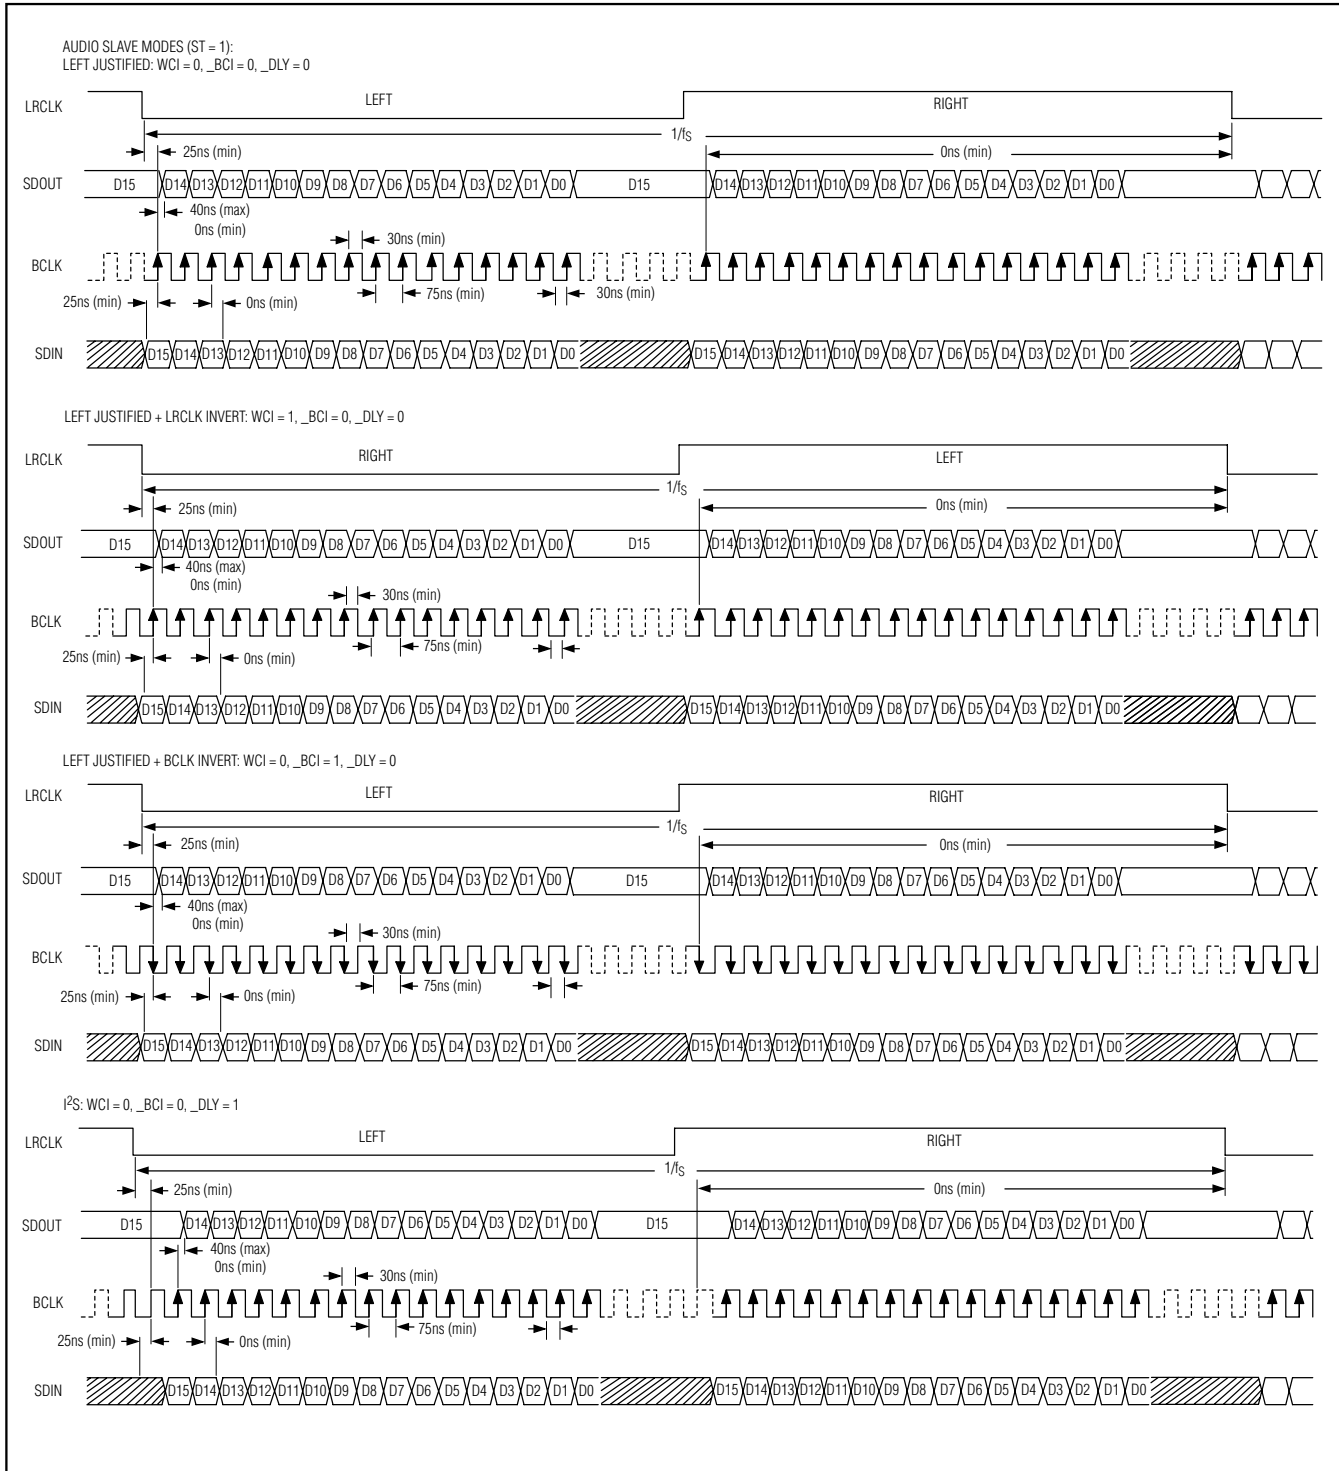 AUDIO SLAVE MODES (ST = 1):
LEFT JUSTIFIED: WCI = 0, _BCI = 0, _DLY = 0
LRCLK LEFT RIGHT
1/fS
25ns (min) 0ns (min)
SDOUT D15 D14 D13 D12 D11 D10 D9 D8 D7 D6 D5 D4 D3 D2 D1 D0 D15 D14 D13 D12 D11 D10 D9 D8 D7 D6 D5 D4 D3 D2 D1 D0
40ns (max)
0ns (min) 30ns (min)
BCLK
25ns (min) 0ns (min) 75ns (min) 30ns (min)
SDIN D15 D14 D13 D12 D11 D10 D9 D8 D7 D6 D5 D4 D3 D2 D1 D0 D15 D14 D13 D12 D11 D10 D9 D8 D7 D6 D5 D4 D3 D2 D1 D0
LEFT JUSTIFIED + LRCLK INVERT: WCI = 1, _BCI = 0, _DLY = 0
LRCLK RIGHT LEFT
1/fS
25ns (min) 0ns (min)
SDOUT D15 D14 D13 D12 D11 D10 D9 D8 D7 D6 D5 D4 D3 D2 D1 D0 D15 D14 D13 D12 D11 D10 D9 D8 D7 D6 D5 D4 D3 D2 D1 D0
40ns (max)
0ns (min) 30ns (min)
BCLK
25ns (min) 0ns (min) 75ns (min)
SDIN D15 D14 D13 D12 D11 D10 D9 D8 D7 D6 D5 D4 D3 D2 D1 D0 D15 D14 D13 D12 D11 D10 D9 D8 D7 D6 D5 D4 D3 D2 D1 D0
LEFT JUSTIFIED + BCLK INVERT: WCI = 0, _BCI = 1, _DLY = 0
LRCLK LEFT RIGHT
1/fS
25ns (min) 0ns (min)
SDOUT D15 D14 D13 D12 D11 D10 D9 D8 D7 D6 D5 D4 D3 D2 D1 D0 D15 D14 D13 D12 D11 D10 D9 D8 D7 D6 D5 D4 D3 D2 D1 D0
40ns (max)
0ns (min) 30ns (min)
BCLK
25ns (min) 0ns (min) 75ns (min)
SDIN D15 D14 D13 D12 D11 D10 D9 D8 D7 D6 D5 D4 D3 D2 D1 D0 D15 D14 D13 D12 D11 D10 D9 D8 D7 D6 D5 D4 D3 D2 D1 D0
I²S: WCI = 0, _BCI = 0, _DLY = 1
LRCLK LEFT RIGHT
1/fS
25ns (min) 0ns (min)
SDOUT D15 D14 D13 D12 D11 D10 D9 D8 D7 D6 D5 D4 D3 D2 D1 D0 D15 D14 D13 D12 D11 D10 D9 D8 D7 D6 D5 D4 D3 D2 D1 D0
40ns (max)
0ns (min) 30ns (min)
BCLK
25ns (min) 0ns (min) 75ns (min)
SDIN D15 D14 D13 D12 D11 D10 D9 D8 D7 D6 D5 D4 D3 D2 D1 D0 D15 D14 D13 D12 D11 D10 D9 D8 D7 D6 D5 D4 D3 D2 D1 D0